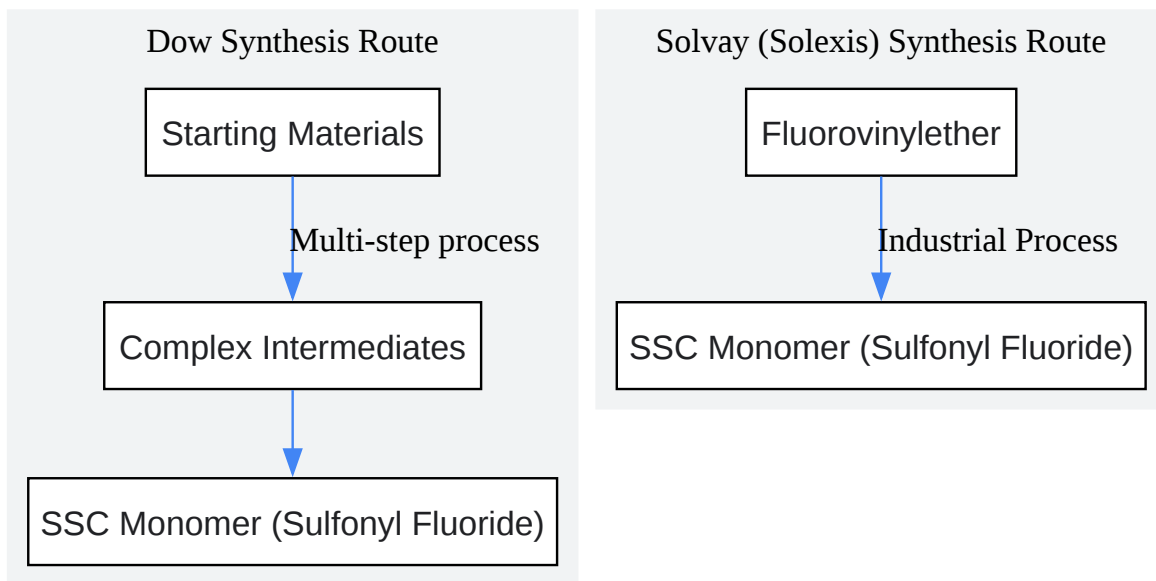 Dow Synthesis Route
Starting Materials
Multi-step process
Complex Intermediates
SSC Monomer (Sulfonyl Fluoride)
Solvay (Solexis) Synthesis Route
Fluorovinylether
Industrial Process
SSC Monomer (Sulfonyl Fluoride)